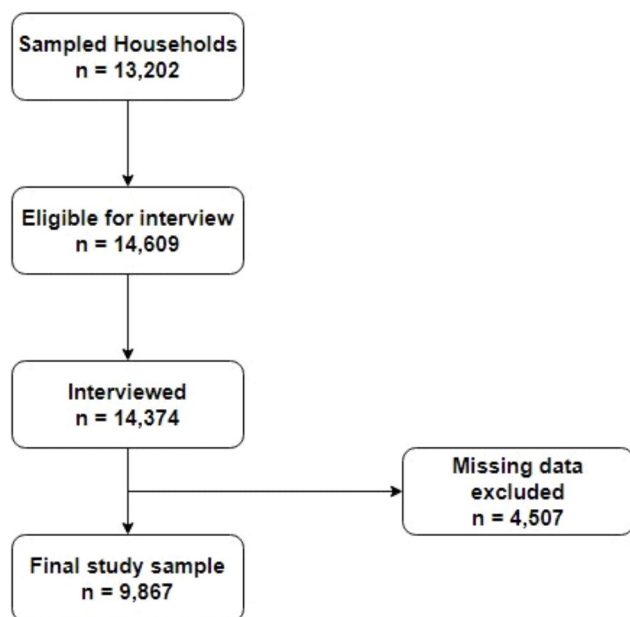 Sampled Households
n = 13,202
Eligible for interview
n = 14,609
Interviewed
n = 14,374
Missing data
excluded
n = 4,507
Final study sample
n = 9,867